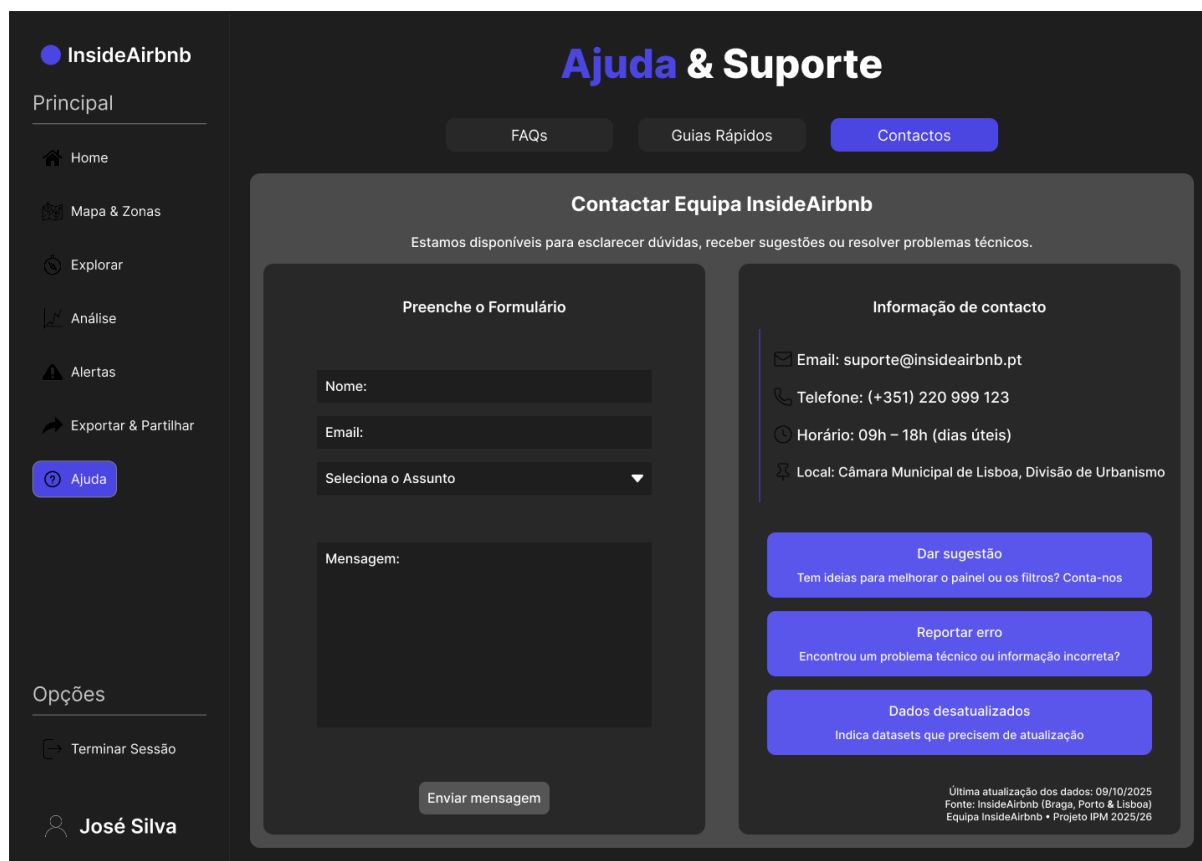 InsideAirbnb
Principal
Home
Mapa & Zonas
Explorar
Análise
Alertas
Exportar & Partilhar
Ajuda
Opções
Terminar Sessão
José Silva
Ajuda & Suporte
FAQs
Guias Rápidos
Contactos
Contactar Equipa InsideAirbnb
Estamos disponíveis para esclarecer dúvidas, receber sugestões ou resolver problemas técnicos.
Preenche o Formulário
Nome:
Email:
Seleciona o Assunto
Mensagem:
Enviar mensagem
Informação de contacto
Email: suporte@insideairbnb.pt
Telefone: (+351) 220 999 123
Horário: 09h – 18h (dias úteis)
Local: Câmara Municipal de Lisboa, Divisão de Urbanismo
Dar sugestão
Tem ideias para melhorar o painel ou os filtros? Conta-nos
Reportar erro
Encontrou um problema técnico ou informação incorreta?
Dados desatualizados
Indica datasets que precisem de atualização
Última atualização dos dados: 09/10/2025
Fonte: InsideAirbnb (Braga, Porto & Lisboa)
Equipa InsideAirbnb • Projeto IPM 2025/26